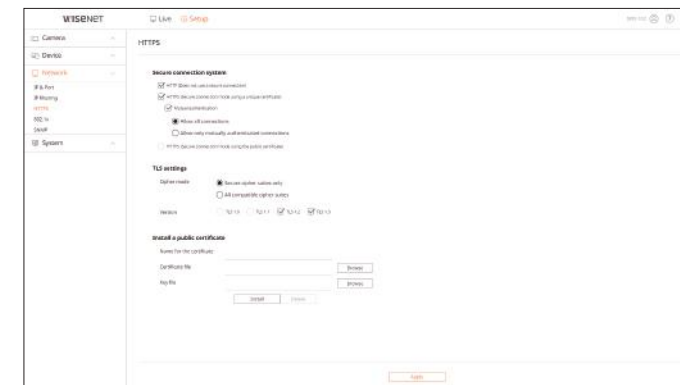 WISENET
Live Setup
Camera
HTTPS
Device
Network
Secure connection system
HTTP (Does not use secure connection)
IP & Port
HTTPS (Secure connection mode using a unique certificate)
IP filtering
Mutual authentication
HTTPS
Allow all connections
802.1x
Allow only mutually authenticated connections
SNMP
System
HTTPS (Secure connection mode using the public certificate)
TLS settings
Cipher mode Secure cipher suites only
All compatible cipher suites
Version TLS 1.0 TLS 1.1 TLS 1.2 TLS 1.3
Install a public certificate
Name for the certificate
Certificate file Browse
Key file Browse
Install Delete
Apply